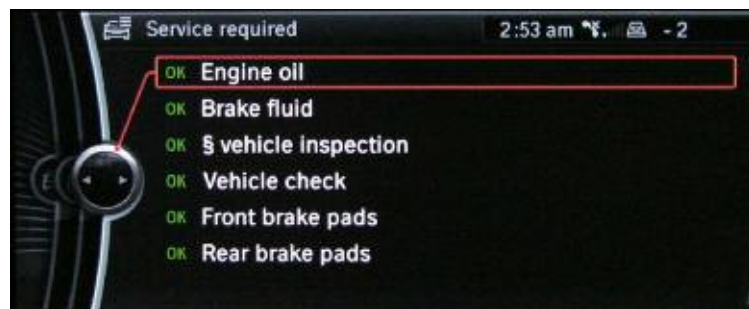 Service required
2:53 am - 2
OK Engine oil
OK Brake fluid
OK § vehicle inspection
OK Vehicle check
OK Front brake pads
OK Rear brake pads